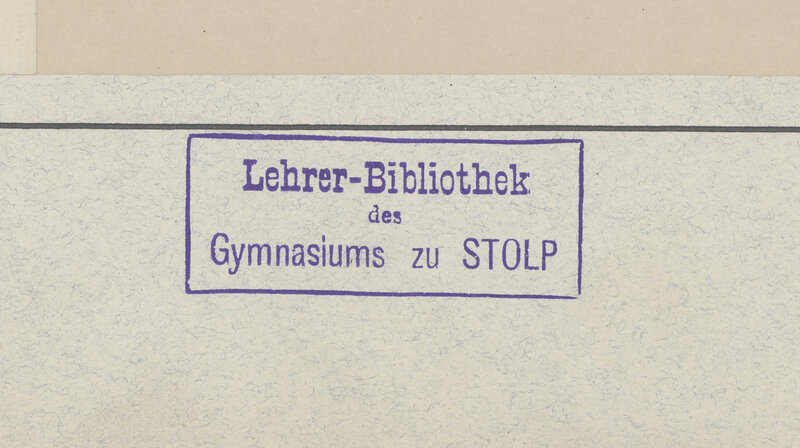 Lehrer-Bibliothek
des
Gymnasiums zu STOLP